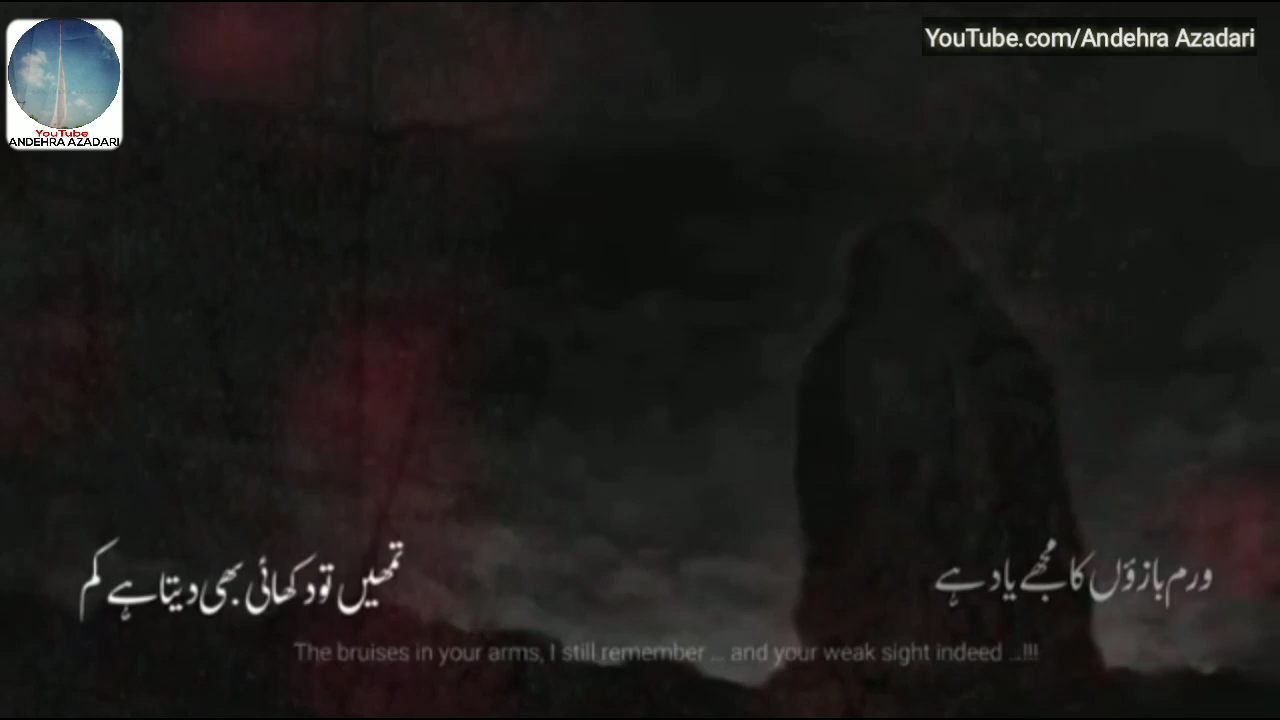 YouTube.com/Andehra Azadari
YouTube
ANDEHRA AZADARI
ورم بازؤں کا مجھے یاد ہے
تمھیں تو دکھائی بھی دیتا ہے کم
The bruises in your arms, I still remember ... and your weak sight indeed ...!!!